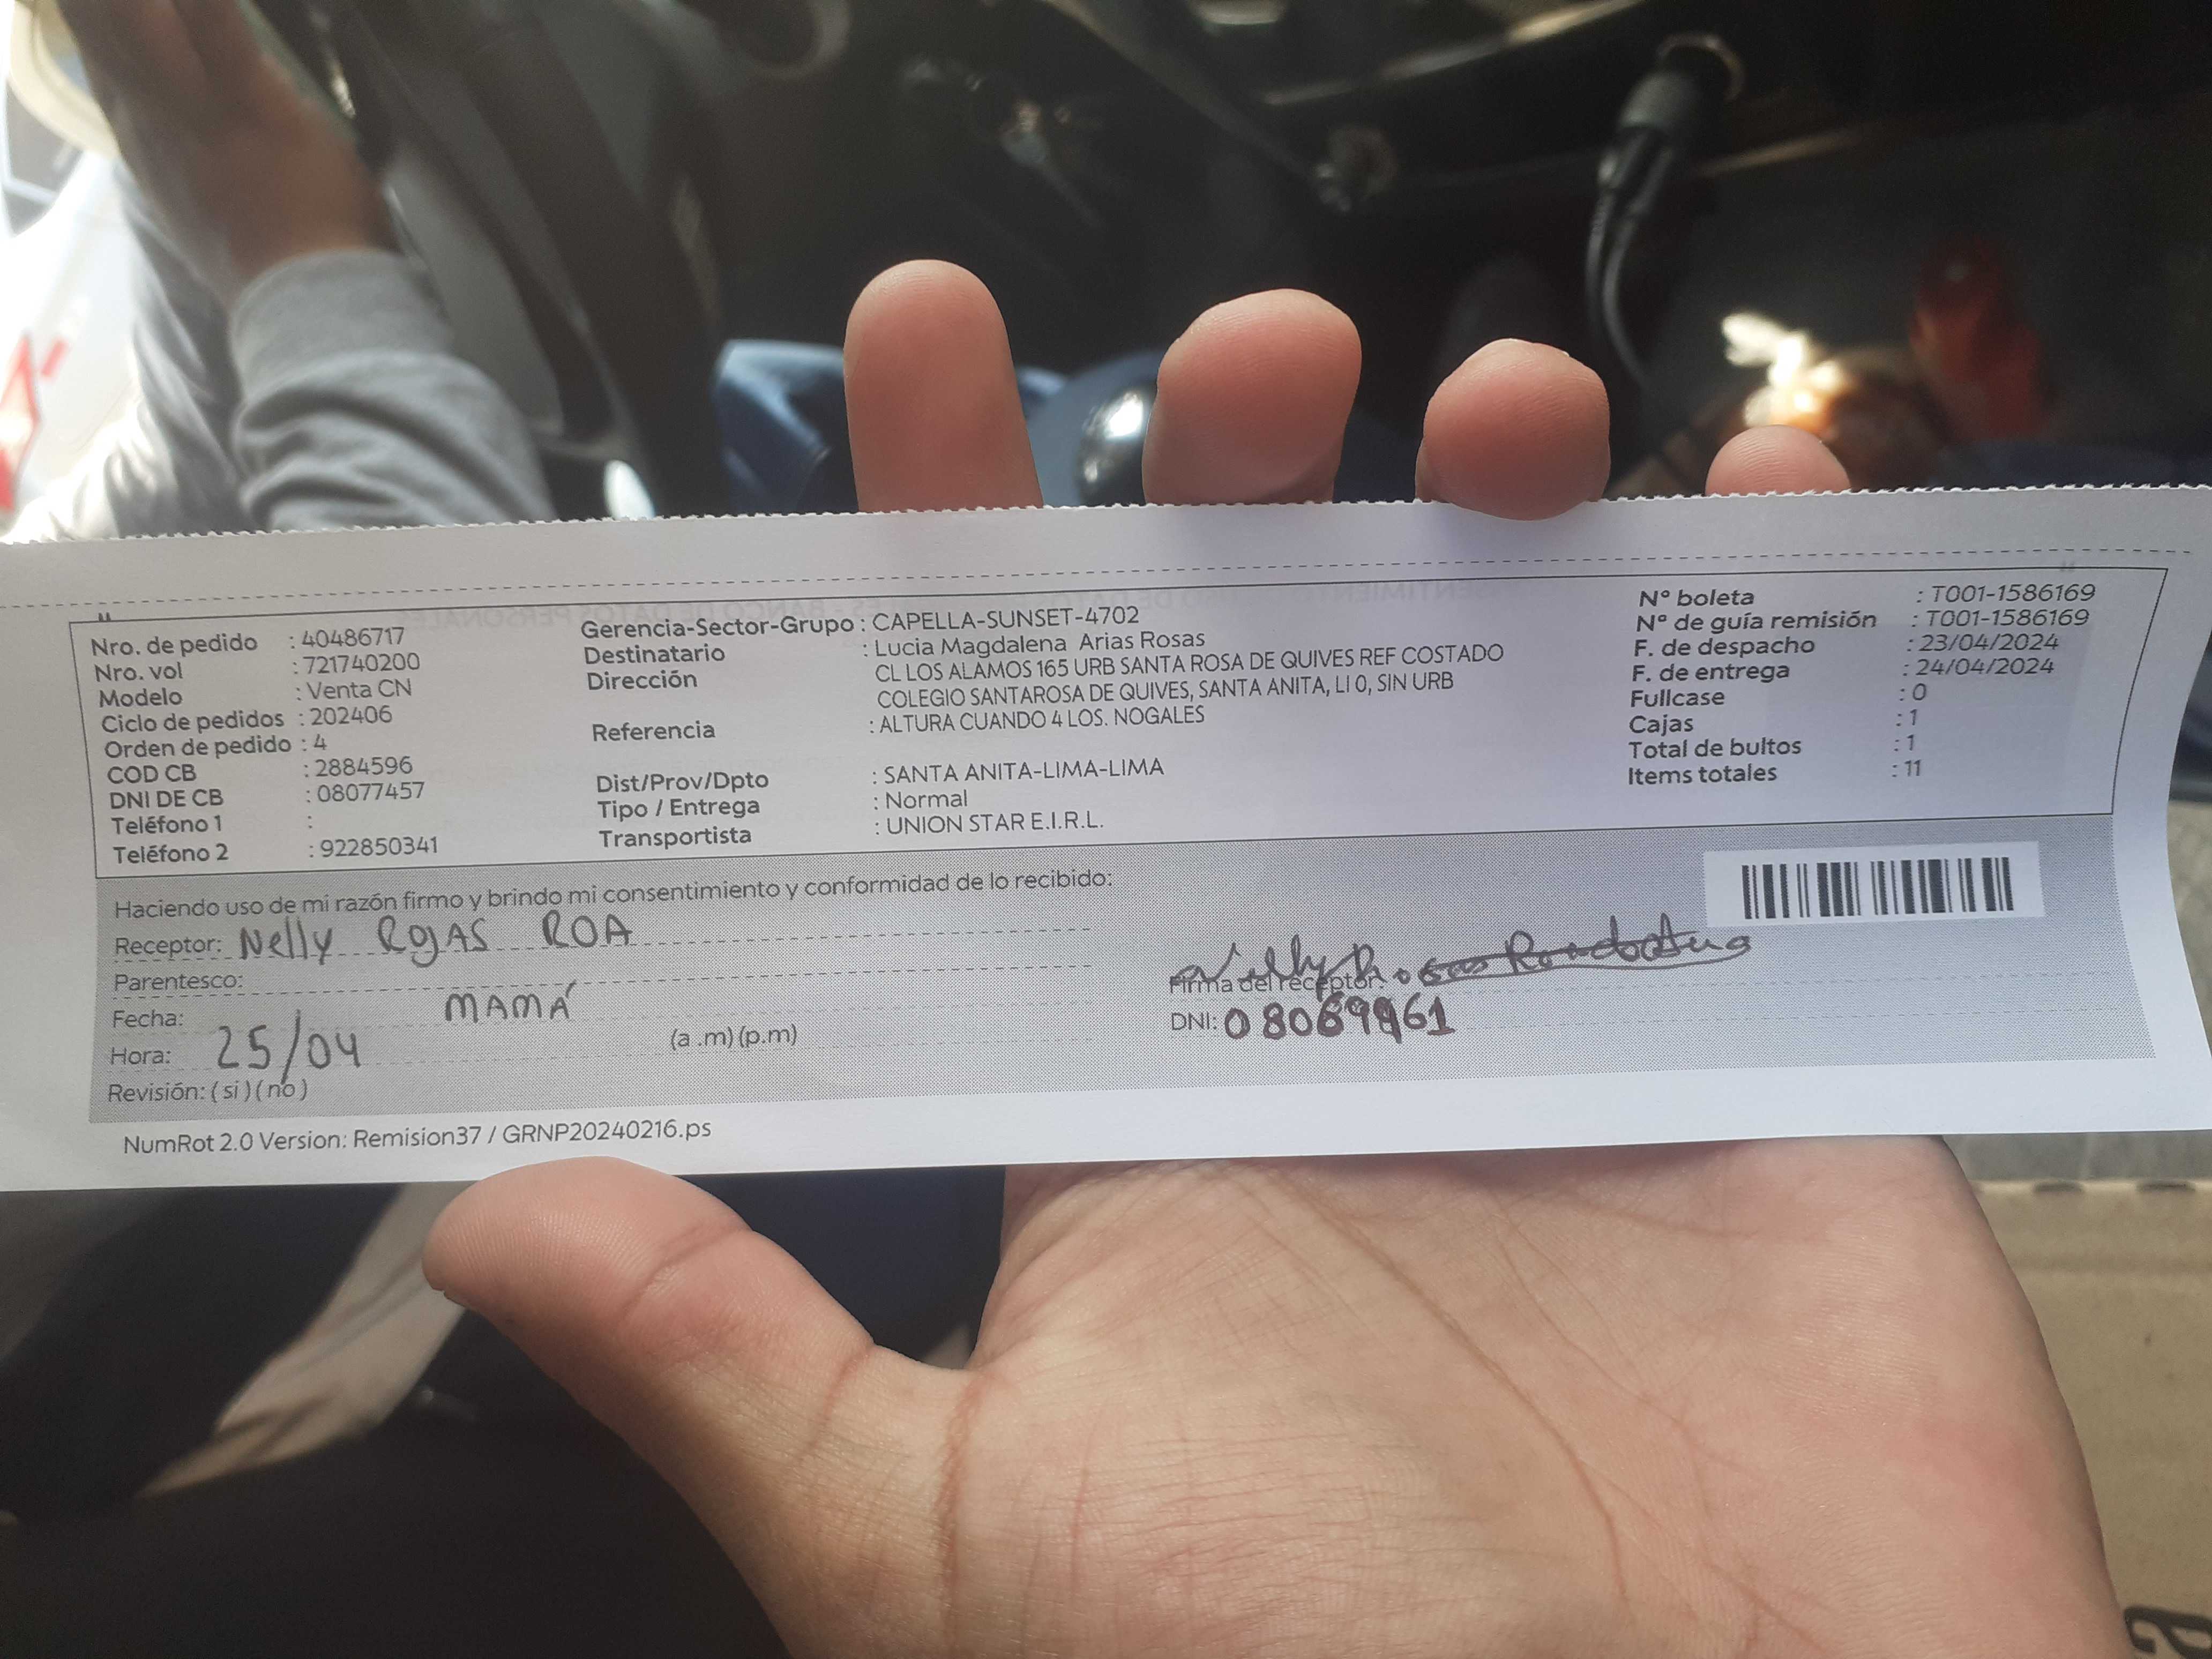 Nro. de pedido : 40486717
Nro. vol : 721740200
Modelo : Venta CN
Ciclo de pedidos : 202406
Orden de pedido : 4
COD CB : 2884596
DNI DE CB : 08077457
Teléfono 1 :
Teléfono 2 : 922850341
Gerencia-Sector-Grupo : CAPELLA-SUNSET-4702
Destinatario : Lucia Magdalena Arias Rosas
Dirección CL LOS ALAMOS 165 URB SANTA ROSA DE QUIVES REF COSTADO
COLEGIO SANTAROSA DE QUIVES, SANTA ANITA, LI 0, SIN URB
Referencia : ALTURA CUANDO 4 LOS. NOGALES
Dist/Prov/Dpto : SANTA ANITA-LIMA-LIMA
Tipo / Entrega : Normal
Transportista : UNION STAR E.I.R.L.
N° boleta : T001-1586169
N° de guía remisión : T001-1586169
F. de despacho : 23/04/2024
F. de entrega : 24/04/2024
Fullcase : 0
Cajas : 1
Total de bultos : 1
Items totales : 11
Haciendo uso de mi razón firmo y brindo mi consentimiento y conformidad de lo recibido:
Receptor: Nelly ROJAS ROA
Parentesco:
MAMÁ
Fecha:
25/04
Hora: (a .m) (p.m)
Revisión: ( si ) ( no )
Firma del receptor:
DNI:
NumRot 2.0 Version: Remision37 / GRNP20240216.ps